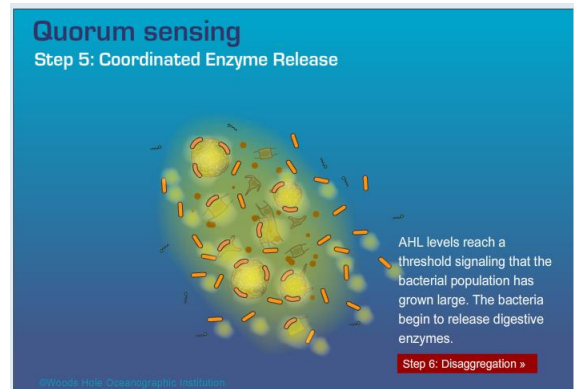 Quorum sensing
Step 5: Coordinated Enzyme Release
AHL levels reach a
threshold signaling that the
bacterial population has
grown large. The bacteria
begin to release digestive
enzymes.
Step 6: Disaggregation »
©Woods Hole Oceanographic Institution